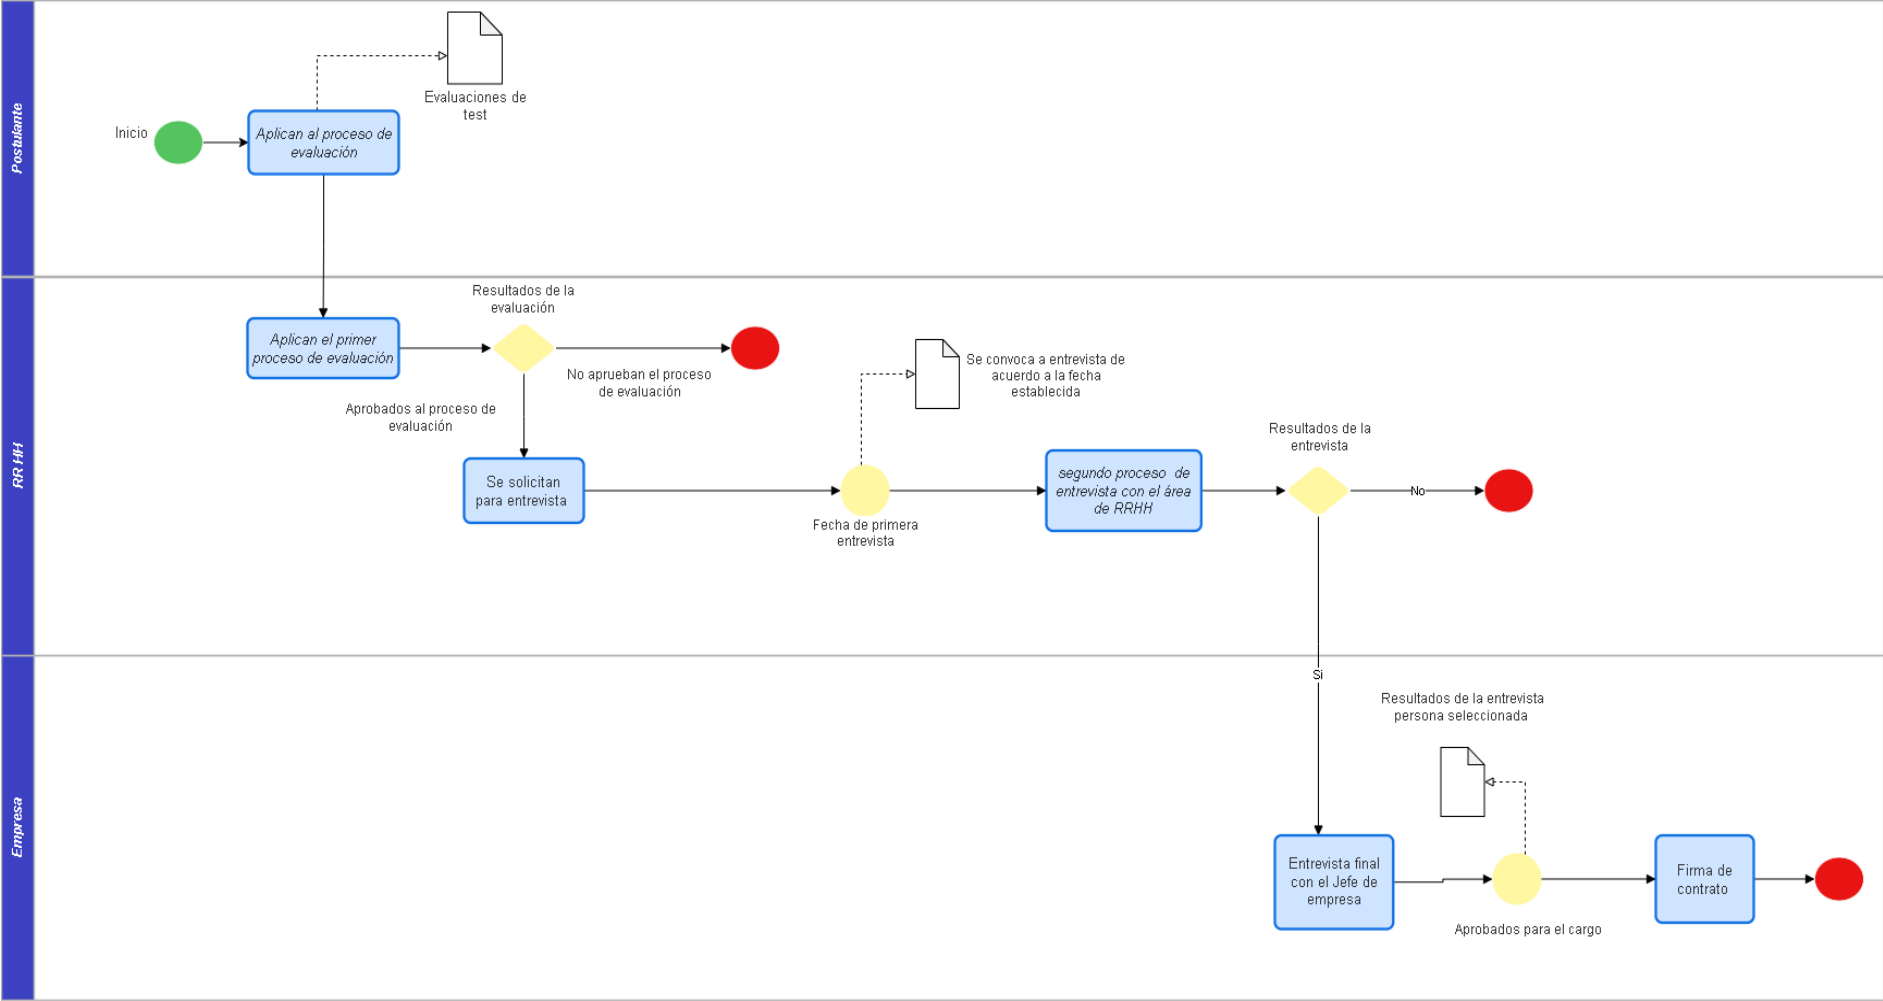 Postulante
Evaluaciones de
test
Inicio
Aplican al proceso de
evaluación
RR HH
Aplican el primer
proceso de evaluación
Resultados de la
evaluación
No aprueban el proceso
de evaluación
Aprobados al proceso de
evaluación
Se solicitan
para entrevista
Fecha de primera
entrevista
Se convoca a entrevista de
acuerdo a la fecha
establecida
segundo proceso de
entrevista con el área
de RRHH
Resultados de la
entrevista
No
Si
Empresa
Resultados de la entrevista
persona seleccionada
Entrevista final
con el Jefe de
empresa
Aprobados para el cargo
Firma de
contrato